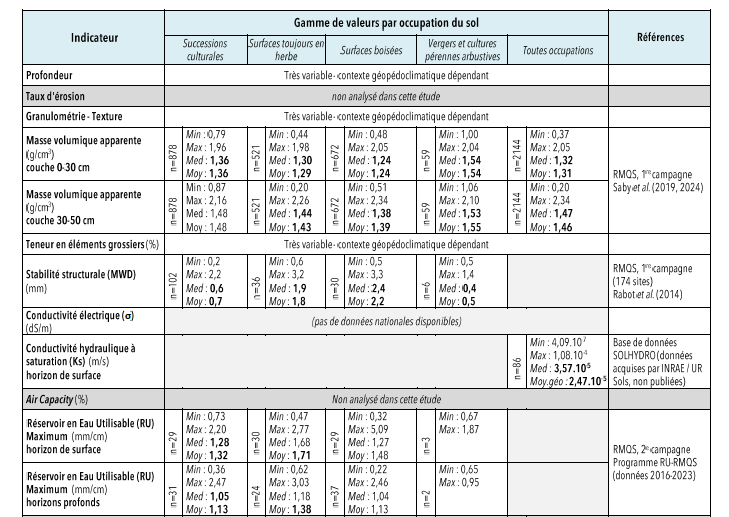 Indicateur
Gamme de valeurs par occupation du sol
Références
Successions culturales
Surfaces toujours en herbe
Surfaces boisées
Vergers et cultures pérennes arbustives
Toutes occupations
Profondeur
Très variable - contexte géopédoclimatique dépendant
Taux d'érosion
non analysé dans cette étude
Granulométrie - Texture
Très variable - contexte géopédoclimatique dépendant
Masse volumique apparente
(g/cm³)
couche 0-30 cm
n=878
Min : 0,79
Max : 1,96
Med : 1,36
Moy : 1,36
n=521
Min : 0,44
Max : 1,98
Med : 1,30
Moy : 1,29
n=672
Min : 0,48
Max : 2,05
Med : 1,24
Moy : 1,24
n=59
Min : 1,00
Max : 2,04
Med : 1,54
Moy : 1,54
n=2144
Min : 0,37
Max : 2,05
Med : 1,32
Moy : 1,31
RMQS, 1re campagne
Saby et al. (2019, 2024)
Masse volumique apparente
(g/cm³)
couche 30-50 cm
n=878
Min : 0,87
Max : 2,16
Med : 1,48
Moy : 1,48
n=521
Min : 0,20
Max : 2,26
Med : 1,44
Moy : 1,43
n=672
Min : 0,51
Max : 2,34
Med : 1,38
Moy : 1,39
n=59
Min : 1,06
Max : 2,10
Med : 1,53
Moy : 1,55
n=2144
Min : 0,20
Max : 2,34
Med : 1,47
Moy : 1,46
Teneur en éléments grossiers (%)
Très variable - contexte géopédoclimatique dépendant
Stabilité structurale (MWD)
(mm)
n=102
Min : 0,2
Max : 2,2
Med : 0,6
Moy : 0,7
n=36
Min : 0,6
Max : 3,2
Med : 1,9
Moy : 1,8
n=30
Min : 0,5
Max : 3,3
Med : 2,4
Moy : 2,2
n=6
Min : 0,5
Max : 1,4
Med : 0,4
Moy : 0,5
RMQS, 1re campagne
(174 sites)
Rabot et al. (2014)
Conductivité électrique (σ)
(dS/m)
(pas de données nationales disponibles)
Conductivité hydraulique à
saturation (Ks) (m/s)
horizon de surface
n=86
Min : 4,09.10⁻⁷
Max : 1,08.10⁻⁴
Med : 3,57.10⁻⁵
Moy.géo : 2,47.10⁻⁵
Base de données
SOLHYDRO (données
acquises par INRAE / UR
Sols, non publiées)
Air Capacity (%)
Non analysé dans cette étude
Réservoir en Eau Utilisable (RU)
Maximum (mm/cm)
horizon de surface
n=29
Min : 0,73
Max : 2,20
Med : 1,28
Moy : 1,32
n=30
Min : 0,47
Max : 2,77
Med : 1,68
Moy : 1,71
n=29
Min : 0,32
Max : 5,09
Med : 1,27
Moy : 1,48
n=3
Min : 0,67
Max : 1,87
RMQS, 2e campagne
Programme RU-RMQS
(données 2016-2023)
Réservoir en Eau Utilisable (RU)
Maximum (mm/cm)
horizons profonds
n=31
Min : 0,36
Max : 2,47
Med : 1,05
Moy : 1,13
n=24
Min : 0,62
Max : 3,03
Med : 1,18
Moy : 1,38
n=37
Min : 0,22
Max : 2,46
Med : 1,04
Moy : 1,13
n=2
Min : 0,65
Max : 0,95